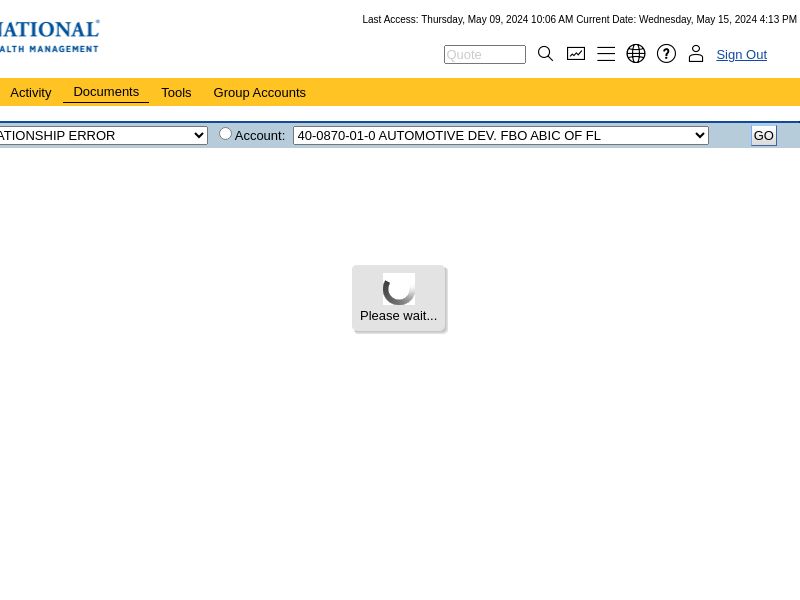 Last Access: Thursday, May 09, 2024 10:06 AM Current Date: Wednesday, May 15, 2024 4:13 PM
NATIONAL®
ALTH MANAGEMENT
Quote
Sign Out
Activity Documents Tools Group Accounts
ATIONSHIP ERROR Account: 40-0870-01-0 AUTOMOTIVE DEV. FBO ABIC OF FL GO
Please wait...